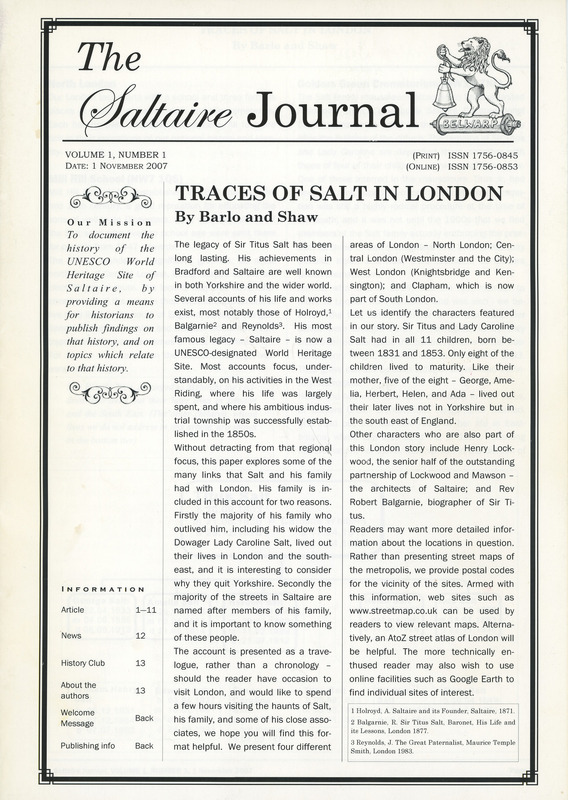 The
Saltaire Journal
BELWARP
VOLUME 1, NUMBER 1
DATE: 1 NOVEMBER 2007
(PRINT) ISSN 1756-0845
(ONLINE) ISSN 1756-0853
Our Mission
To document the
history of the
UNESCO World
Heritage Site of
Saltaire, by
providing a means
for historians to
publish findings on
that history, and on
topics which relate
to that history.
INFORMATION
Article 1—11
News 12
History Club 13
About the
authors 13
Welcome
Message Back
Publishing info Back
TRACES OF SALT IN LONDON
By Barlo and Shaw
The legacy of Sir Titus Salt has been
long lasting. His achievements in
Bradford and Saltaire are well known
in both Yorkshire and the wider world.
Several accounts of his life and works
exist, most notably those of Holroyd,¹
Balgarnie² and Reynolds³. His most
famous legacy – Saltaire – is now a
UNESCO-designated World Heritage
Site. Most accounts focus, under-
standably, on his activities in the West
Riding, where his life was largely
spent, and where his ambitious indus-
trial township was successfully estab-
lished in the 1850s.
Without detracting from that regional
focus, this paper explores some of the
many links that Salt and his family
had with London. His family is in-
cluded in this account for two reasons.
Firstly the majority of his family who
outlived him, including his widow the
Dowager Lady Caroline Salt, lived out
their lives in London and the south-
east, and it is interesting to consider
why they quit Yorkshire. Secondly the
majority of the streets in Saltaire are
named after members of his family,
and it is important to know something
of these people.
The account is presented as a trave-
logue, rather than a chronology –
should the reader have occasion to
visit London, and would like to spend
a few hours visiting the haunts of Salt,
his family, and some of his close asso-
ciates, we hope you will find this for-
mat helpful. We present four different
areas of London – North London; Cen-
tral London (Westminster and the City);
West London (Knightsbridge and Ken-
sington); and Clapham, which is now
part of South London.
Let us identify the characters featured
in our story. Sir Titus and Lady Caroline
Salt had in all 11 children, born be-
tween 1831 and 1853. Only eight of the
children lived to maturity. Like their
mother, five of the eight – George, Ame-
lia, Herbert, Helen, and Ada – lived out
their later lives not in Yorkshire but in
the south east of England.
Other characters who are also part of
this London story include Henry Lock-
wood, the senior half of the outstanding
partnership of Lockwood and Mawson –
the architects of Saltaire; and Rev
Robert Balgarnie, biographer of Sir Ti-
tus.
Readers may want more detailed infor-
mation about the locations in question.
Rather than presenting street maps of
the metropolis, we provide postal codes
for the vicinity of the sites. Armed with
this information, web sites such as
www.streetmap.co.uk can be used by
readers to view relevant maps. Alterna-
tively, an AtoZ street atlas of London will
be helpful. The more technically en-
thused reader may also wish to use
online facilities such as Google Earth to
find individual sites of interest.
1 Holroyd, A. Saltaire and its Founder, Saltaire, 1871.
2 Balgarnie, R. Sir Titus Salt, Baronet, His Life and
its Lessons, London 1877.
3 Reynolds, J. The Great Paternalist, Maurice Temple
Smith, London 1983.